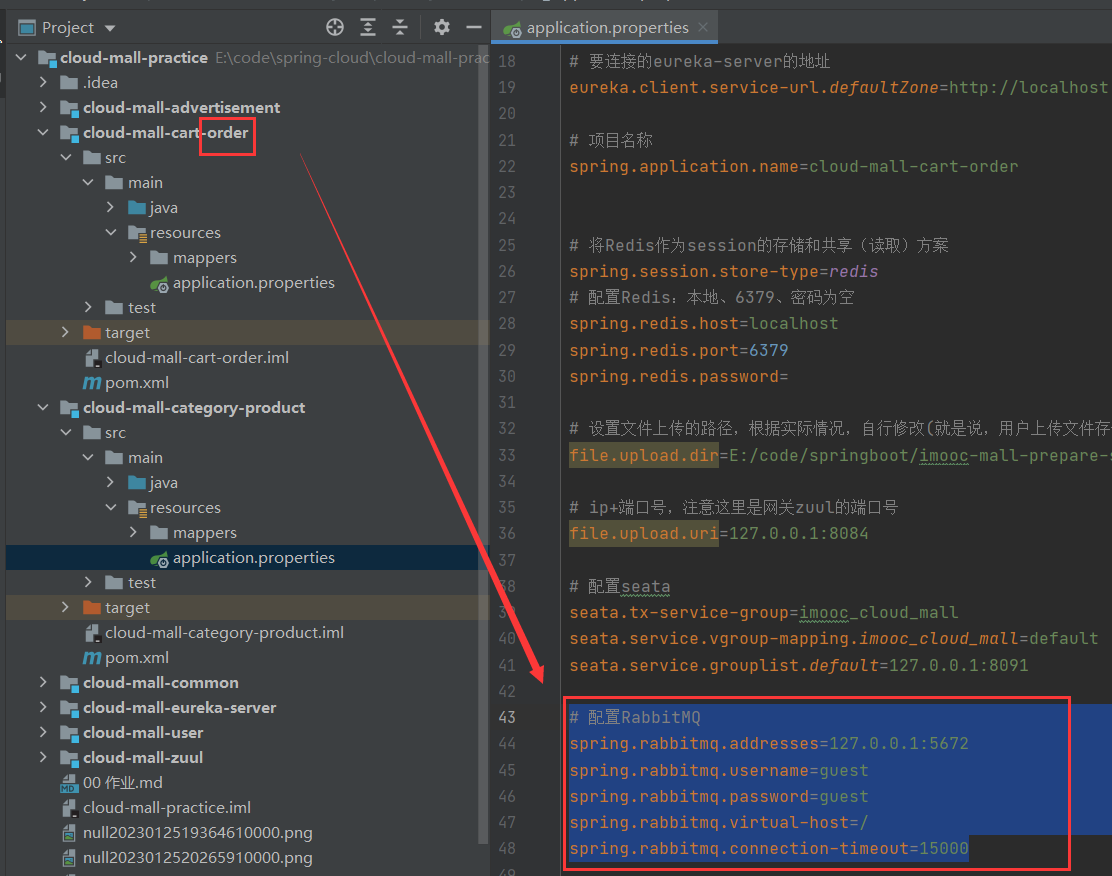 Project
cloud-mall-practice E:\code\spring-cloud\cloud-mall-prac
.idea
cloud-mall-advertisement
cloud-mall-cart-order
src
main
java
resources
mappers
application.properties
test
target
cloud-mall-cart-order.iml
pom.xml
cloud-mall-category-product
src
main
java
resources
mappers
application.properties
test
target
cloud-mall-category-product.iml
pom.xml
cloud-mall-common
cloud-mall-eureka-server
cloud-mall-user
cloud-mall-zuul
00 作业.md
cloud-mall-practice.iml
null2023012519364610000.png
null2023012520265910000.png
application.properties
18 # 要连接的eureka-server的地址
19 eureka.client.service-url.defaultZone=http://localhost
20
21 # 项目名称
22 spring.application.name=cloud-mall-cart-order
23
24
25 # 将Redis作为session的存储和共享（读取）方案
26 spring.session.store-type=redis
27 # 配置Redis：本地、6379、密码为空
28 spring.redis.host=localhost
29 spring.redis.port=6379
30 spring.redis.password=
31
32 # 设置文件上传的路径，根据实际情况，自行修改(就是说，用户上传文件存
33 file.upload.dir=E:/code/springboot/imooc-mall-prepare-s
34
35 # ip+端口号，注意这里是网关zuul的端口号
36 file.upload.uri=127.0.0.1:8084
37
38 # 配置seata
39 seata.tx-service-group=imooc_cloud_mall
40 seata.service.vgroup-mapping.imooc_cloud_mall=default
41 seata.service.grouplist.default=127.0.0.1:8091
42
43 # 配置RabbitMQ
44 spring.rabbitmq.addresses=127.0.0.1:5672
45 spring.rabbitmq.username=guest
46 spring.rabbitmq.password=guest
47 spring.rabbitmq.virtual-host=/
48 spring.rabbitmq.connection-timeout=15000